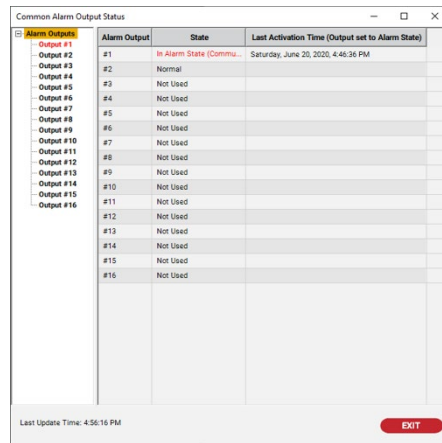 Common Alarm Output Status
Alarm Outputs
Output #1
Output #2
Output #3
Output #4
Output #5
Output #6
Output #7
Output #8
Output #9
Output #10
Output #11
Output #12
Output #13
Output #14
Output #15
Output #16
Alarm Output State Last Activation Time (Output set to Alarm State)
#1 In Alarm State (Commu... Saturday, June 20, 2020, 4:46:36 PM
#2 Normal
#3 Not Used
#4 Not Used
#5 Not Used
#6 Not Used
#7 Not Used
#8 Not Used
#9 Not Used
#10 Not Used
#11 Not Used
#12 Not Used
#13 Not Used
#14 Not Used
#15 Not Used
#16 Not Used
Last Update Time: 4:56:16 PM
EXIT